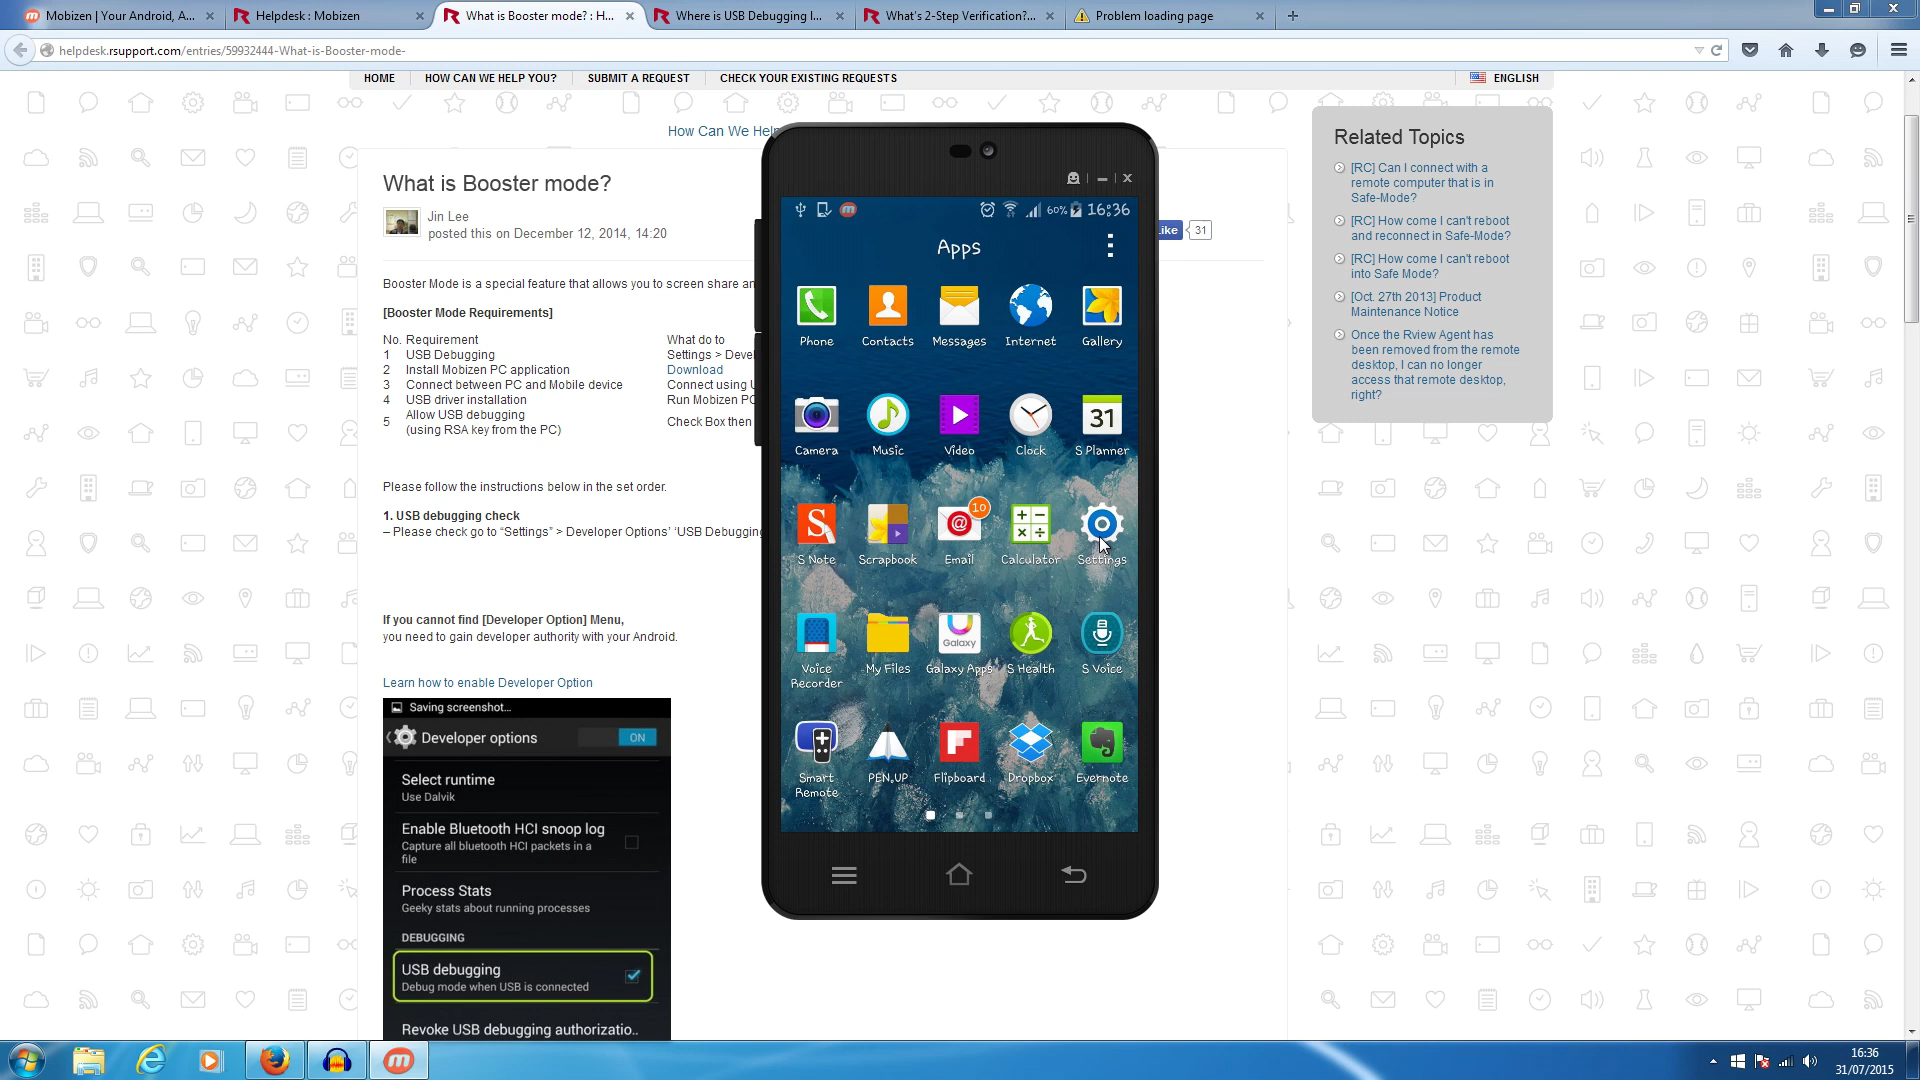 Mobizen | Your Android, A...
Helpdesk : Mobizen
What is Booster mode? : H...
Where is USB Debugging l...
What's 2-Step Verification?...
Problem loading page
helpdesk.rsupport.com/entries/59932444-What-is-Booster-mode-
HOME
HOW CAN WE HELP YOU?
SUBMIT A REQUEST
CHECK YOUR EXISTING REQUESTS
ENGLISH
How Can We Help
What is Booster mode?
Jin Lee
posted this on December 12, 2014, 14:20
ike
31
Booster Mode is a special feature that allows you to screen share an
[Booster Mode Requirements]
No. Requirement What do to
1 USB Debugging Settings > Devel
2 Install Mobizen PC application Download
3 Connect between PC and Mobile device Connect using U
4 USB driver installation Run Mobizen PC
5 Allow USB debugging
(using RSA key from the PC) Check Box then
Please follow the instructions below in the set order.
1. USB debugging check
– Please check go to “Settings” > Developer Options’ ‘USB Debugging
If you cannot find [Developer Option] Menu,
you need to gain developer authority with your Android.
Learn how to enable Developer Option
Saving screenshot...
Developer options
ON
Select runtime
Use Dalvik
Enable Bluetooth HCI snoop log
Capture all bluetooth HCI packets in a
file
Process Stats
Geeky stats about running processes
DEBUGGING
USB debugging
Debug mode when USB is connected
Revoke USB debugging authorizatio..
60%
16:36
Apps
Phone
Contacts
Messages
Internet
Gallery
Camera
Music
Video
Clock
31
S Planner
S Note
Scrapbook
10
Email
Calculator
Settings
Voice
Recorder
My Files
Galaxy
Galaxy Apps
S Health
S Voice
Smart
Remote
PEN.UP
Flipboard
Dropbox
Evernote
Related Topics
[RC] Can I connect with a
remote computer that is in
Safe-Mode?
[RC] How come I can't reboot
and reconnect in Safe-Mode?
[RC] How come I can't reboot
into Safe Mode?
[Oct. 27th 2013] Product
Maintenance Notice
Once the Rview Agent has
been removed from the remote
desktop, I can no longer
access that remote desktop,
right?
16:36
31/07/2015